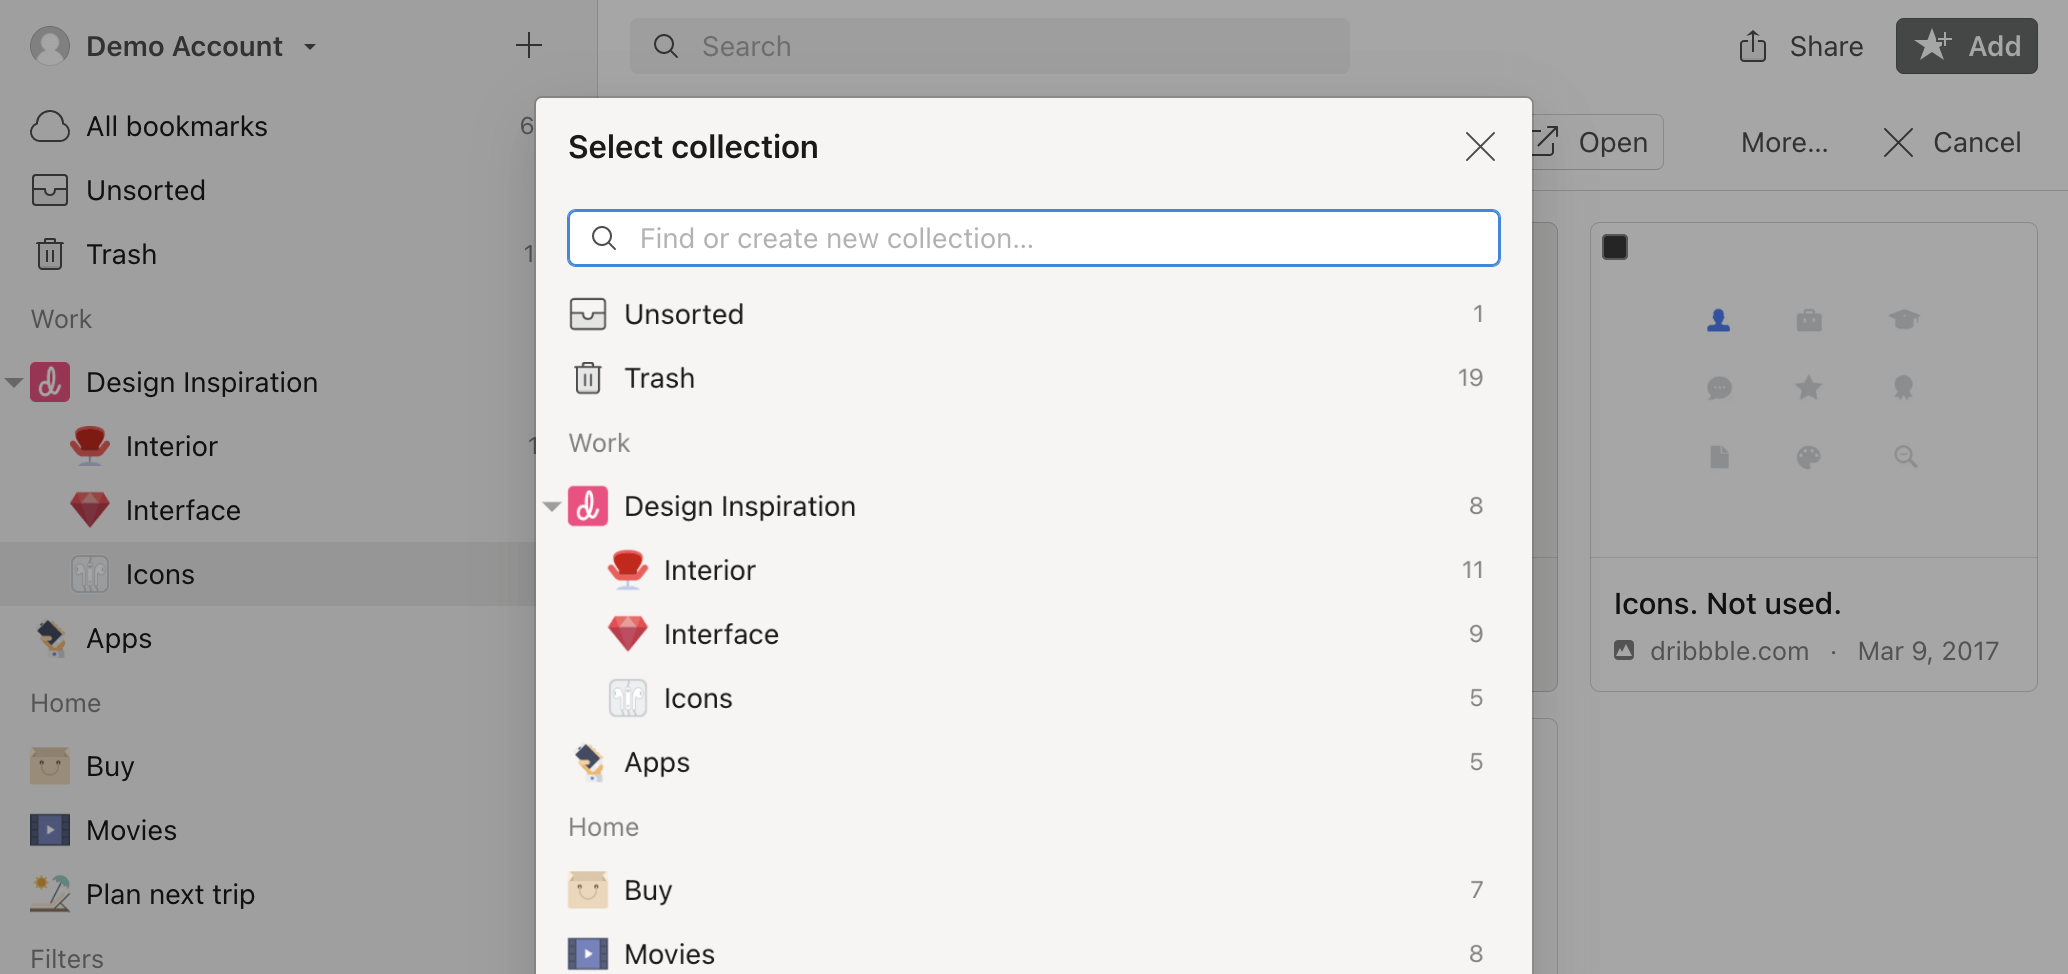 Demo Account
Search
Share
Add
All bookmarks 6
Unsorted
Trash 1
Work
Design Inspiration
Interior 1
Interface
Icons
Apps
Home
Buy
Movies
Plan next trip
Filters
Select collection
Find or create new collection...
Unsorted 1
Trash 19
Work
Design Inspiration 8
Interior 11
Interface 9
Icons 5
Apps 5
Home
Buy 7
Movies 8
Open
More...
Cancel
Icons. Not used.
dribbble.com · Mar 9, 2017